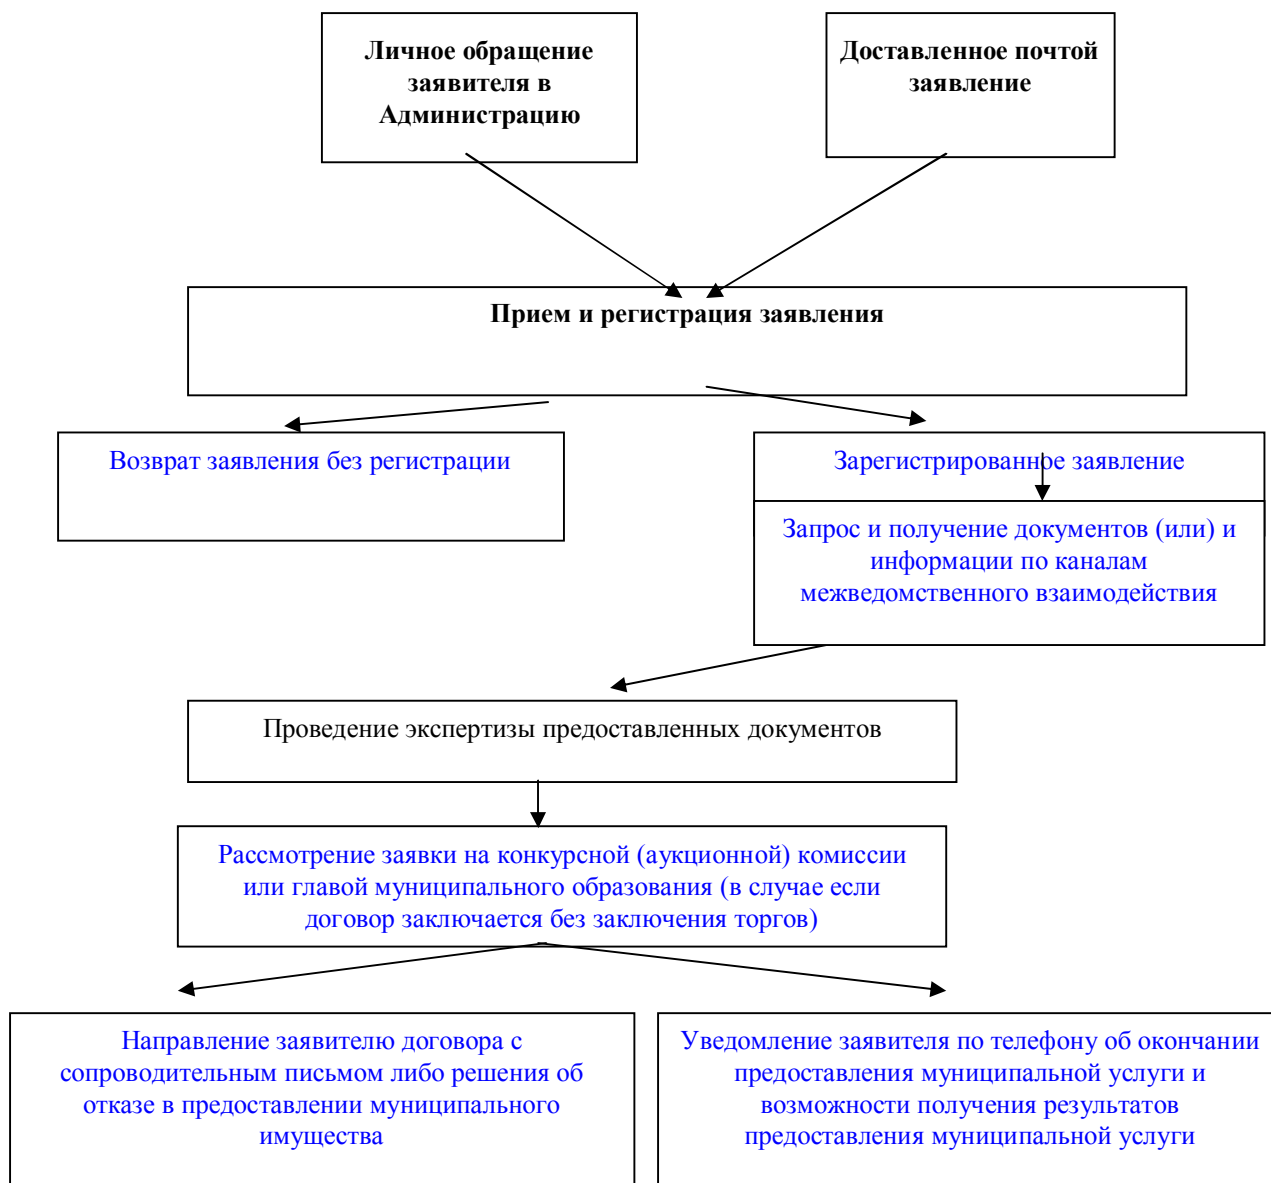 Личное обращение
заявителя в
Администрацию
Доставленное почтой
заявление
Прием и регистрация заявления
Возврат заявления без регистрации
Зарегистрированное заявление
Запрос и получение документов (или) и
информации по каналам
межведомственного взаимодействия
Проведение экспертизы предоставленных документов
Рассмотрение заявки на конкурсной (аукционной) комиссии
или главой муниципального образования (в случае если
договор заключается без заключения торгов)
Направление заявителю договора с
сопроводительным письмом либо решения об
отказе в предоставлении муниципального
имущества
Уведомление заявителя по телефону об окончании
предоставления муниципальной услуги и
возможности получения результатов
предоставления муниципальной услуги